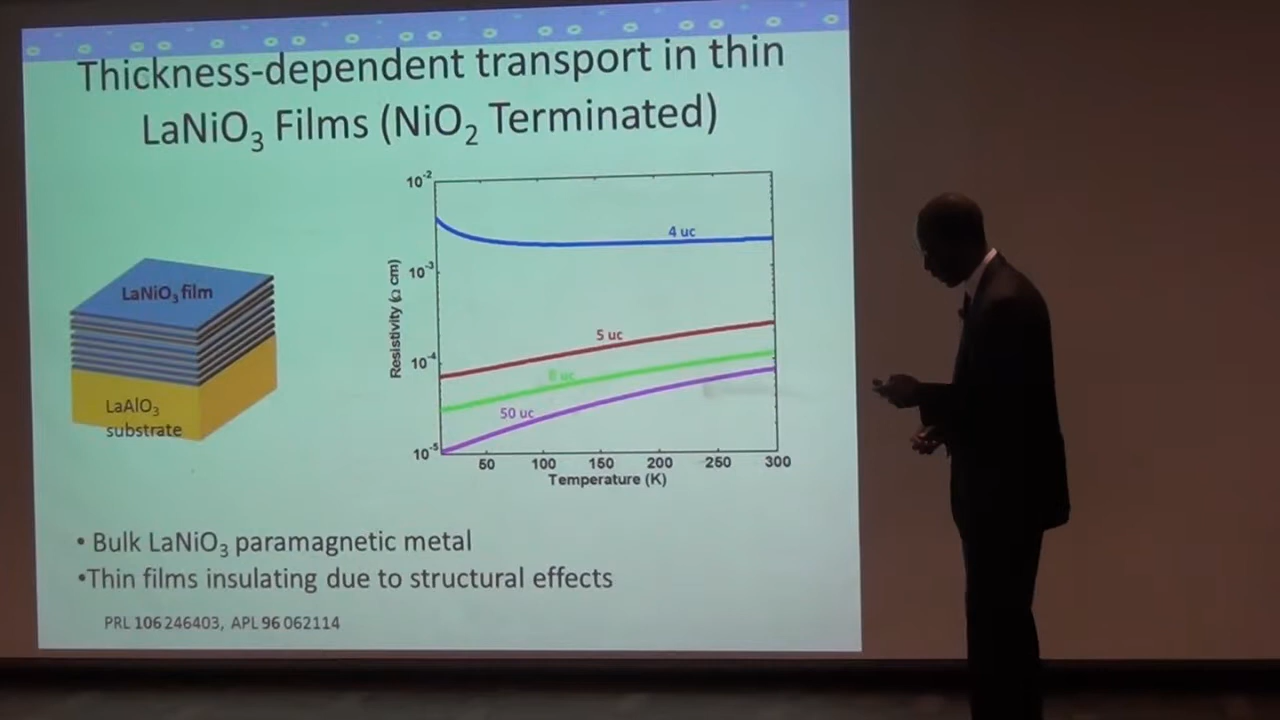 Thickness-dependent transport in thin
LaNiO₃ Films (NiO₂ Terminated)
LaNiO₃ film
LaAlO₃
substrate
10⁻²
10⁻³
10⁻⁴
10⁻⁵
Resistivity (Ω cm)
4 uc
5 uc
8 uc
50 uc
50 100 150 200 250 300
Temperature (K)
• Bulk LaNiO₃ paramagnetic metal
•Thin films insulating due to structural effects
PRL 106 246403, APL 96 062114